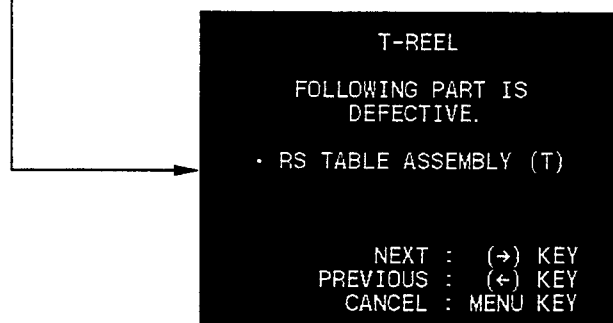 T-REEL
FOLLOWING PART IS
DEFECTIVE.
· RS TABLE ASSEMBLY (T)
NEXT : (→) KEY
PREVIOUS : (←) KEY
CANCEL : MENU KEY